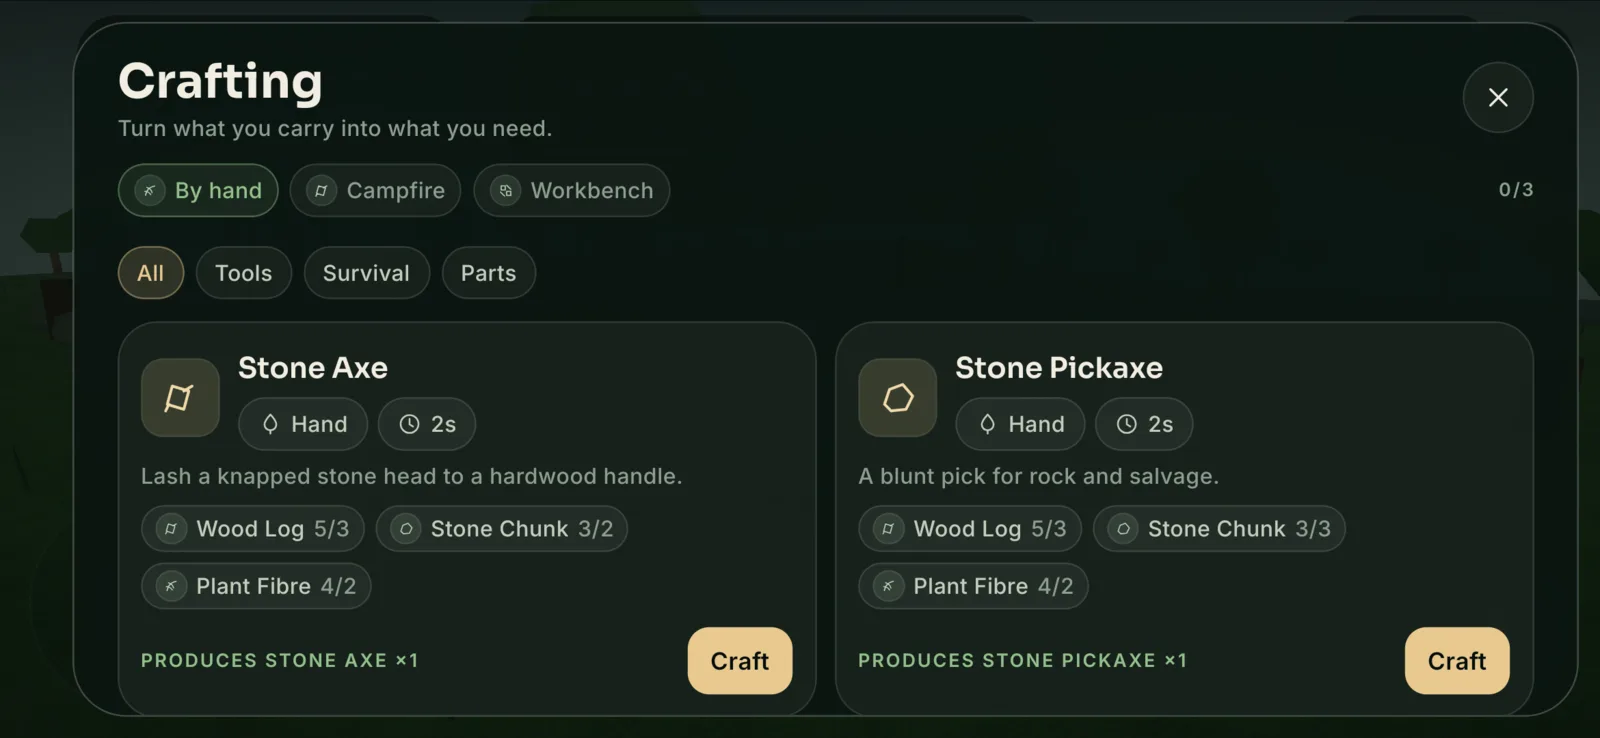 Crafting
Turn what you carry into what you need.
By hand
Campfire
Workbench
0/3
All
Tools
Survival
Parts
Stone Axe
Hand
2s
Lash a knapped stone head to a hardwood handle.
Wood Log 5/3
Stone Chunk 3/2
Plant Fibre 4/2
PRODUCES STONE AXE ×1
Craft
Stone Pickaxe
Hand
2s
A blunt pick for rock and salvage.
Wood Log 5/3
Stone Chunk 3/3
Plant Fibre 4/2
PRODUCES STONE PICKAXE ×1
Craft